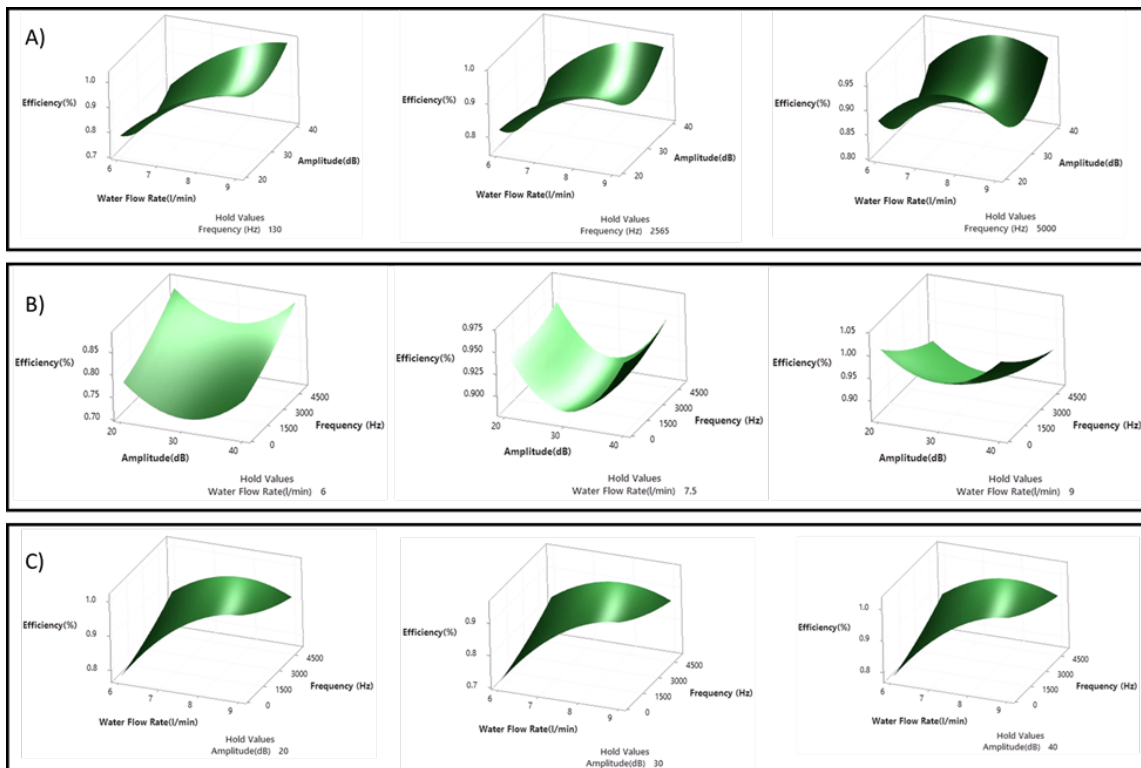 A)
1.0
0.9
0.8
0.7
Efficiency(%)
6
7
8
9
Water Flow Rate(l/min)
20
30
40
Amplitude(dB)
Hold Values
Frequency (Hz) 130
1.0
0.9
0.8
Efficiency(%)
6
7
8
9
Water Flow Rate(l/min)
20
30
40
Amplitude(dB)
Hold Values
Frequency (Hz) 2565
0.95
0.90
0.85
0.80
Efficiency(%)
6
7
8
9
Water Flow Rate(l/min)
20
30
40
Amplitude(dB)
Hold Values
Frequency (Hz) 5000
B)
Efficiency(%)
0.85
0.80
0.75
0.70
20
30
40
Amplitude(dB)
0
1500
3000
4500
Frequency (Hz)
Hold Values
Water Flow Rate(l/min) 6
0.975
Efficiency(%)
0.950
0.925
0.900
20
30
40
Amplitude(dB)
0
1500
3000
4500
Frequency (Hz)
Hold Values
Water Flow Rate(l/min) 7.5
1.05
Efficiency(%)
1.00
0.95
0.90
20
30
40
Amplitude(dB)
0
1500
3000
4500
Frequency (Hz)
Hold Values
Water Flow Rate(l/min) 9
C)
1.0
Efficiency(%)
0.9
0.8
6
7
8
9
Water Flow Rate(l/min)
0
1500
3000
4500
Frequency (Hz)
Hold Values
Amplitude(dB) 20
Efficiency(%)
0.9
0.8
0.7
6
7
8
9
Water Flow Rate(l/min)
0
1500
3000
4500
Frequency (Hz)
Hold Values
Amplitude(dB) 30
1.0
Efficiency(%)
0.9
0.8
6
7
8
9
Water Flow Rate(l/min)
0
1500
3000
4500
Frequency (Hz)
Hold Values
Amplitude(dB) 40